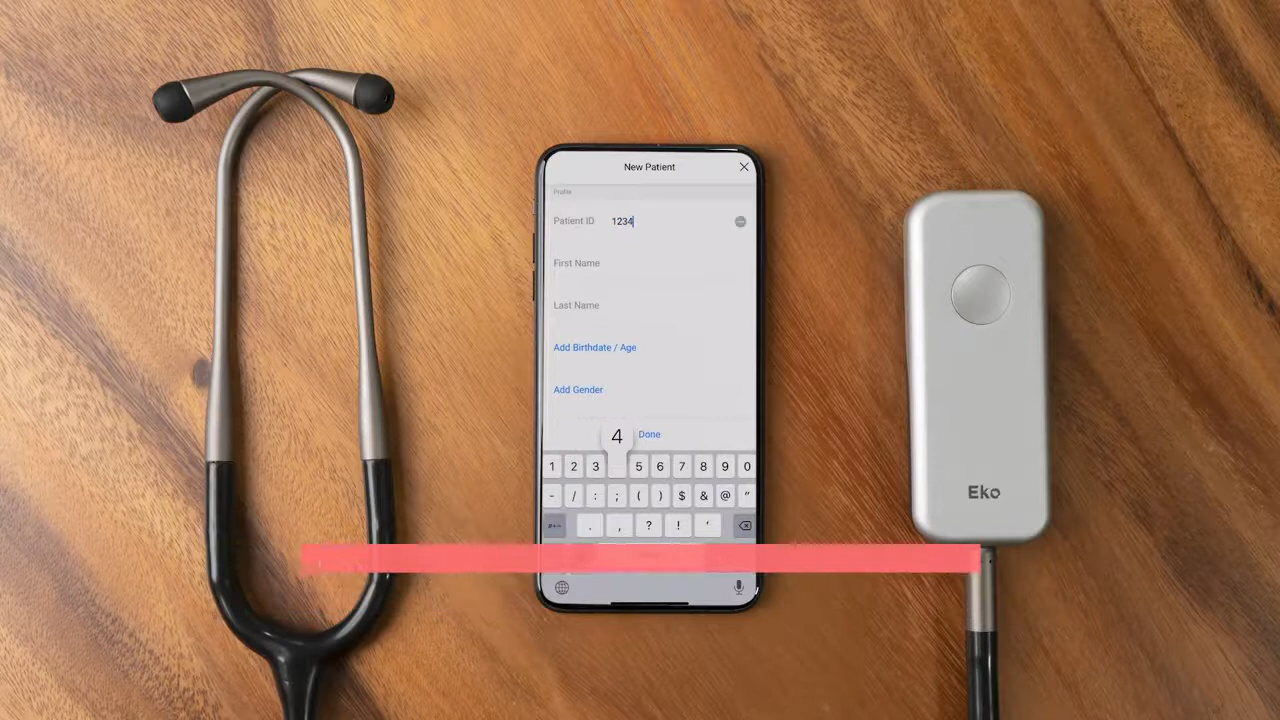 New Patient
Profile
Patient ID 1234
First Name
Last Name
Add Birthdate / Age
Add Gender
4
Done
1 2 3 5 6 7 8 9 0
- / : ; ( ) $ & @ "
#+= . , ? ! '
Eko